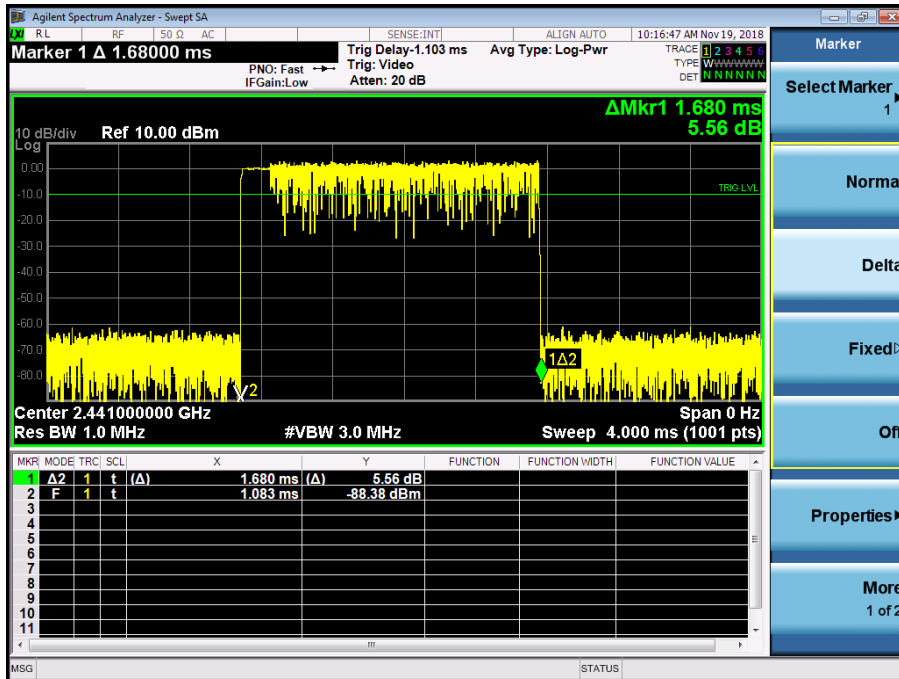 Agilent Spectrum Analyzer - Swept SA
LXI RL RF 50 Ω AC SENSE:INT ALIGN AUTO 10:16:47 AM Nov 19, 2018
Marker 1 Δ 1.68000 ms
PNO: Fast
IFGain:Low
Trig Delay-1.103 ms
Trig: Video
Atten: 20 dB
Avg Type: Log-Pwr
TRACE 1 2 3 4 5 6
TYPE WWWWWW
DET N N N N N N
ΔMkr1 1.680 ms
5.56 dB
10 dB/div Ref 10.00 dBm
Log
0.00
-10.0
TRIG LVL
-20.0
-30.0
-40.0
-50.0
-60.0
-70.0
-80.0
1Δ2
2
Center 2.441000000 GHz Span 0 Hz
Res BW 1.0 MHz #VBW 3.0 MHz Sweep 4.000 ms (1001 pts)
MKR MODE TRC SCL X Y FUNCTION FUNCTION WIDTH FUNCTION VALUE
1 Δ2 1 t (Δ) 1.680 ms (Δ) 5.56 dB
2 F 1 t 1.083 ms -88.38 dBm
3
4
5
6
7
8
9
10
11
MSG STATUS
Marker
Select Marker
1
Norma
Delta
Fixed
Off
Properties
More
1 of 2